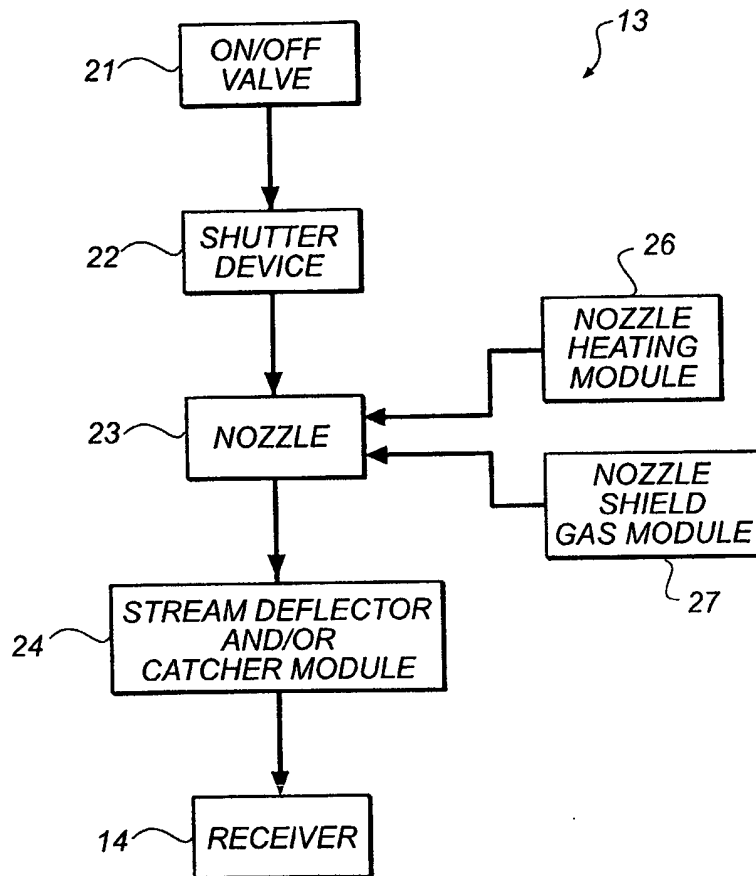 13
21
ON/OFF
VALVE
22
SHUTTER
DEVICE
26
NOZZLE
HEATING
MODULE
23
NOZZLE
NOZZLE
SHIELD
GAS MODULE
27
24
STREAM DEFLECTOR
AND/OR
CATCHER MODULE
14
RECEIVER